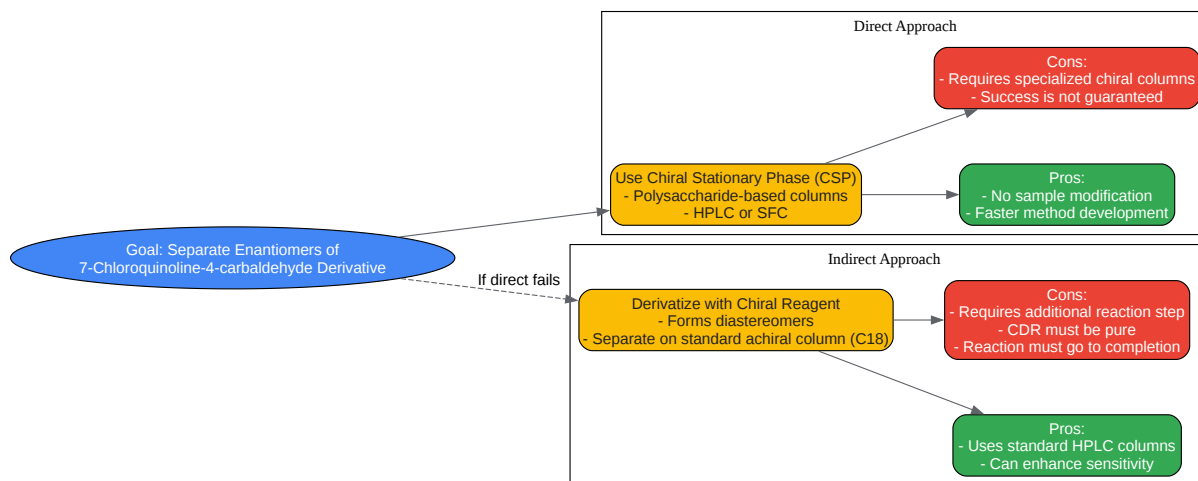 Direct Approach
Cons:
- Requires specialized chiral columns
- Success is not guaranteed
Use Chiral Stationary Phase (CSP)
- Polysaccharide-based columns
- HPLC or SFC
Pros:
- No sample modification
- Faster method development
Goal: Separate Enantiomers of
7-Chloroquinoline-4-carbaldehyde Derivative
If direct fails
Indirect Approach
Derivatize with Chiral Reagent
- Forms diastereomers
- Separate on standard achiral column (C18)
Cons:
- Requires additional reaction step
- CDR must be pure
- Reaction must go to completion
Pros:
- Uses standard HPLC columns
- Can enhance sensitivity